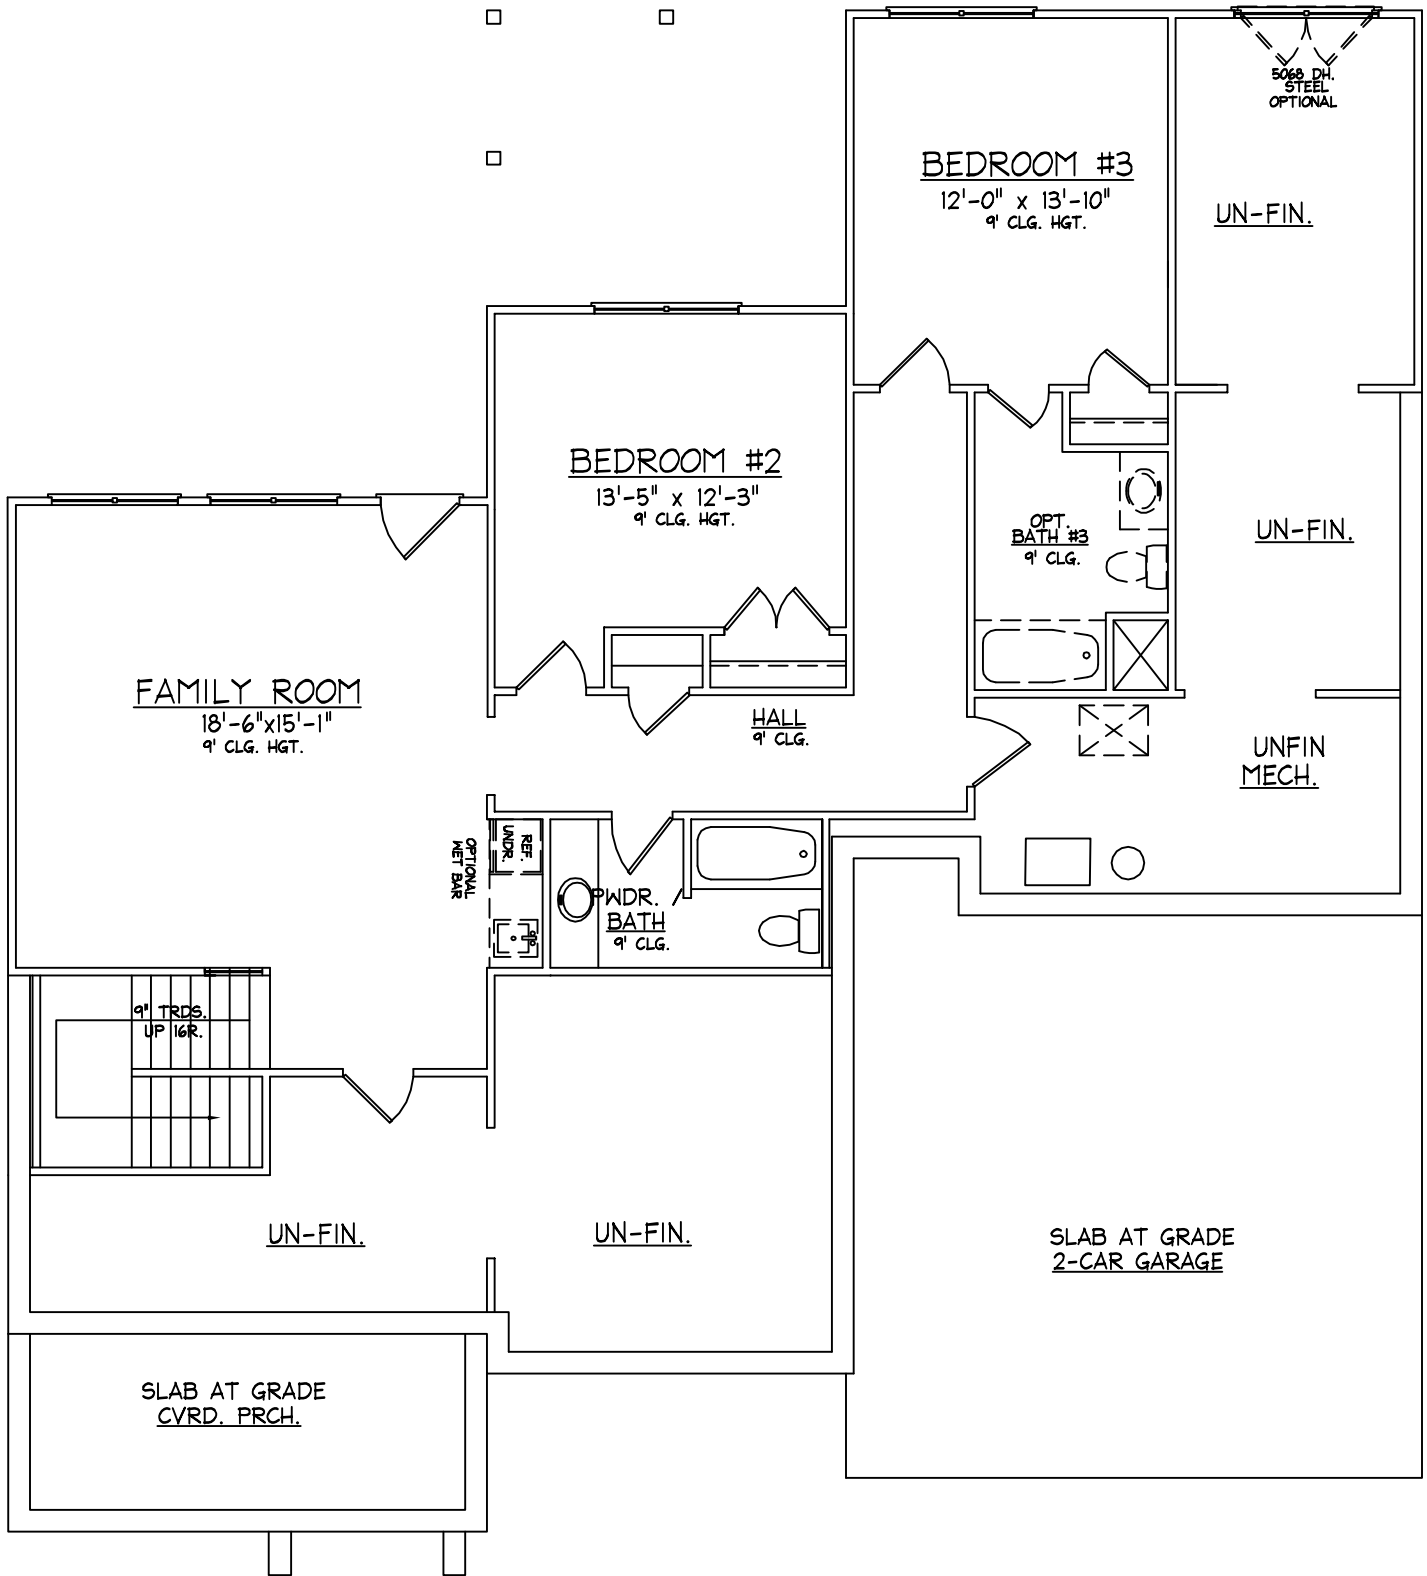 5068 DH.
STEEL
OPTIONAL
BEDROOM #3
12'-0" x 13'-10"
9' CLG. HGT.
UN-FIN.
BEDROOM #2
13'-5" x 12'-3"
9' CLG. HGT.
OPT.
BATH #3
9' CLG.
UN-FIN.
FAMILY ROOM
18'-6"x15'-1"
9' CLG. HGT.
HALL
9' CLG.
UNFIN
MECH.
OPTIONAL
WET BAR
REF.
UNDR.
PWDR. /
BATH
9' CLG.
9" TRDS.
UP 16R.
UN-FIN.
UN-FIN.
SLAB AT GRADE
2-CAR GARAGE
SLAB AT GRADE
CVRD. PRCH.